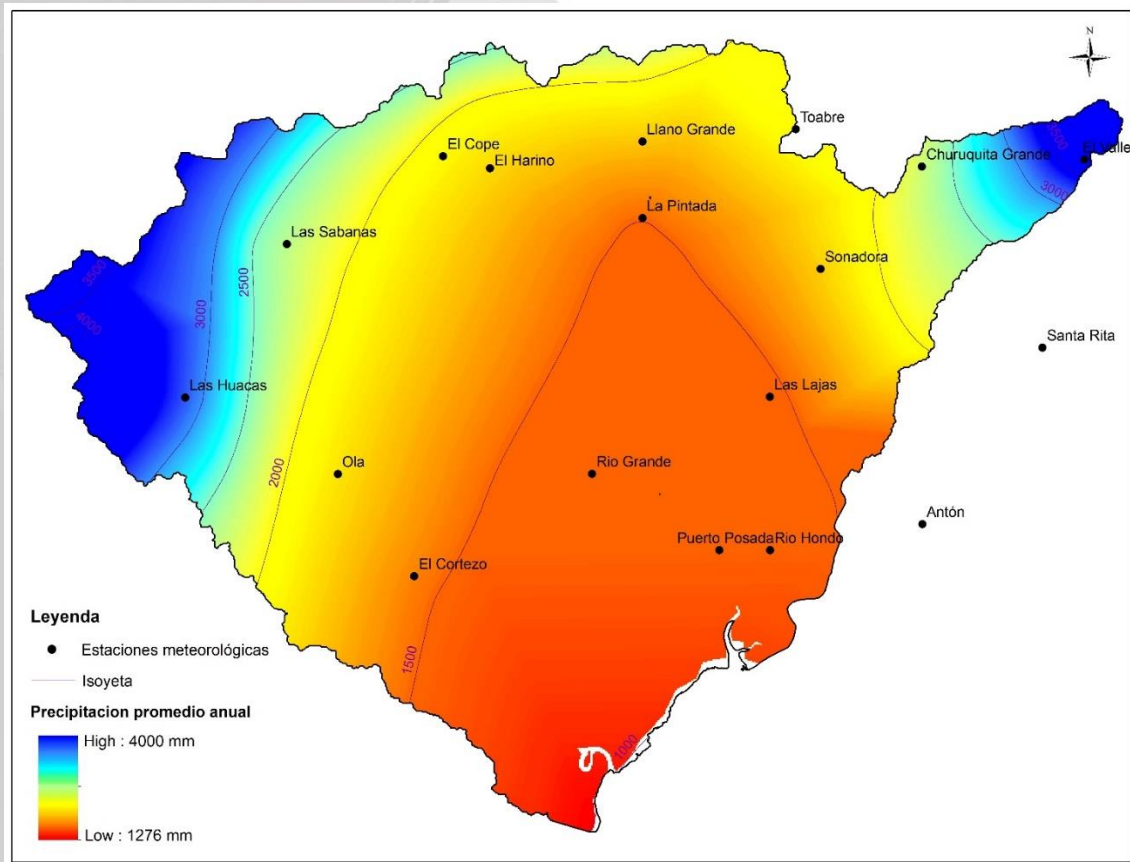 N
Toabre
Llano Grande
El Cope
El Harino
Churuquita Grande
3500
El Valle
3000
La Pintada
Las Sabanas
Sonadora
3500
2500
4000
3000
Santa Rita
Las Huacas
Las Lajas
2000
Ola
Rio Grande
Antón
Puerto Posada
Rio Hondo
El Cortezo
1500
1000
Leyenda
Estaciones meteorológicas
Isoyeta
Precipitacion promedio anual
High : 4000 mm
Low : 1276 mm